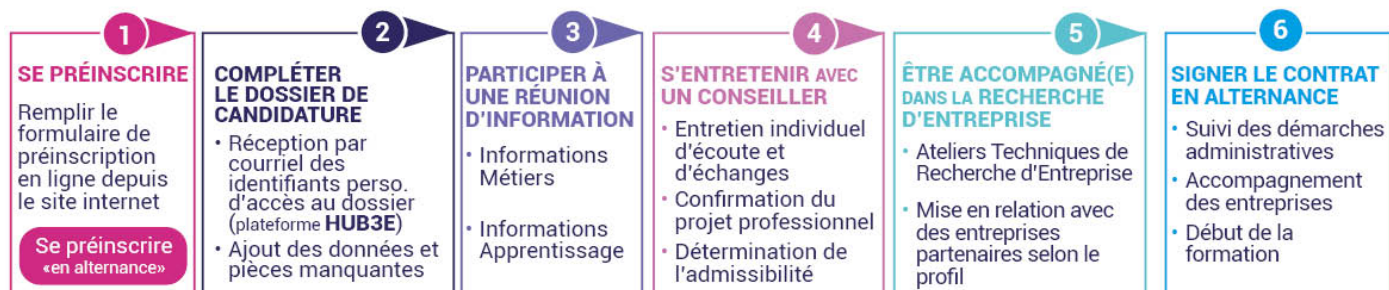 1
SE PRÉINSCRIRE
Remplir le
formulaire de
préinscription
en ligne depuis
le site internet
Se préinscrire
«en alternance»
2
COMPLÉTER
LE DOSSIER DE
CANDIDATURE
• Réception par
courriel des
identifiants perso.
d'accès au dossier
(plateforme HUB3E)
• Ajout des données et
pièces manquantes
3
PARTICIPER À
UNE RÉUNION
D'INFORMATION
• Informations
Métiers
• Informations
Apprentissage
4
S'ENTRETENIR AVEC
UN CONSEILLER
• Entretien individuel
d'écoute et
d'échanges
• Confirmation du
projet professionnel
• Détermination de
l'admissibilité
5
ÊTRE ACCOMPAGNÉ(E)
DANS LA RECHERCHE
D'ENTREPRISE
• Ateliers Techniques de
Recherche d'Entreprise
• Mise en relation avec
des entreprises
partenaires selon le
profil
6
SIGNER LE CONTRAT
EN ALTERNANCE
• Suivi des démarches
administratives
• Accompagnement
des entreprises
• Début de la
formation